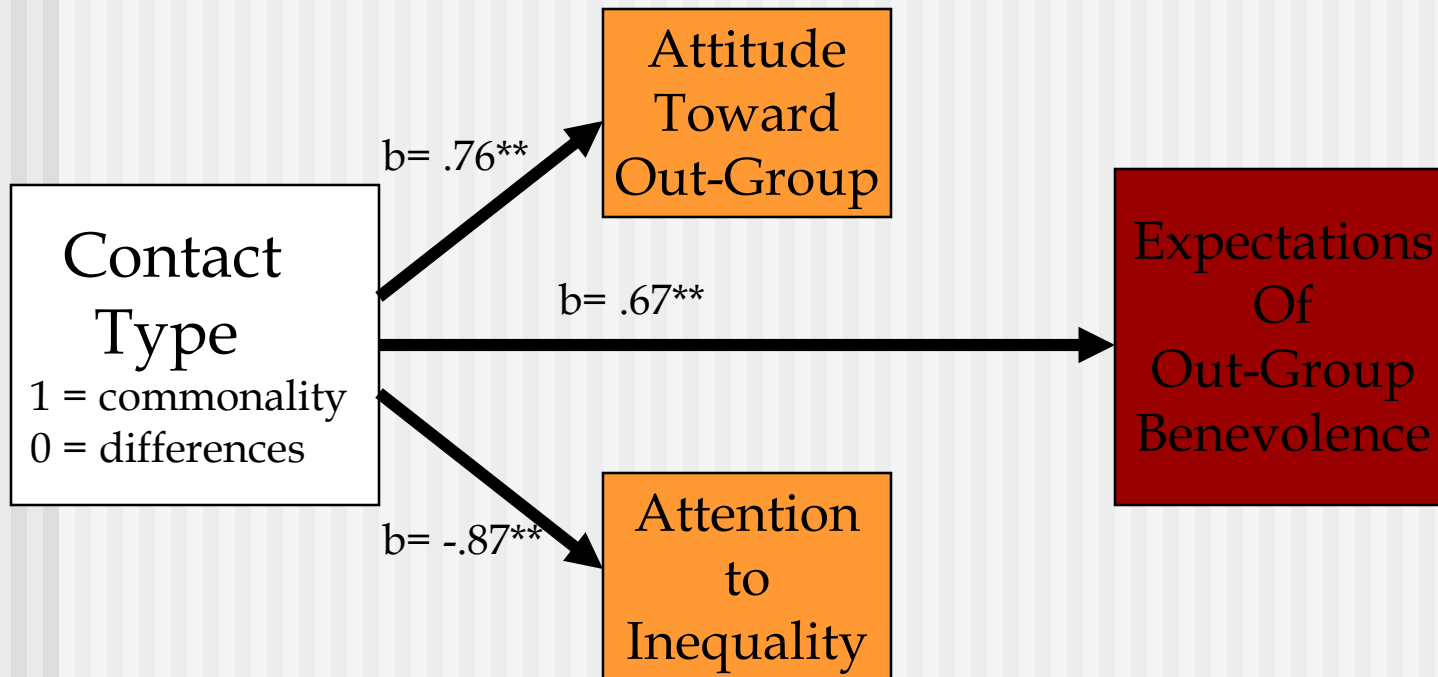 Attitude
Toward
Out-Group
b= .76**
Contact
Type
1 = commonality
0 = differences
b= .67**
Expectations
Of
Out-Group
Benevolence
b= -.87**
Attention
to
Inequality